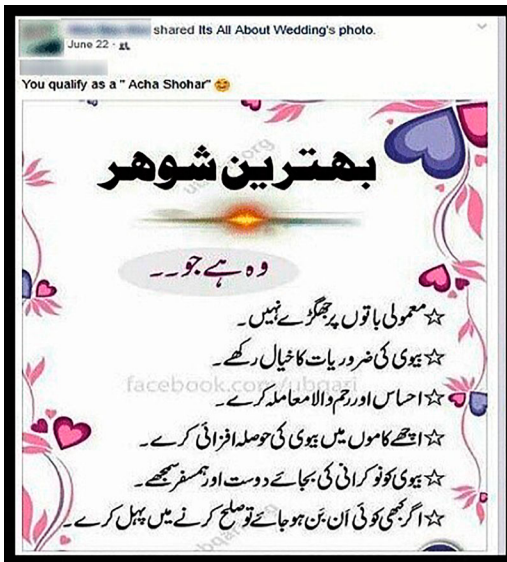 shared Its All About Wedding's photo.
June 22
You qualify as a " Acha Shohar"
بہترین شوہر
وہ ہے جو۔۔
معمولی باتوں پر جھگڑے نہیں۔
بیوی کی ضروریات کا خیال رکھے۔
احساس اور رحم والا معاملہ کرے۔
facebook.com/ubqari
اچھے کاموں میں بیوی کی حوصلہ افزائی کرے۔
بیوی کو نوکرانی کی بجائے دوست اور ہمسفر سمجھے۔
اگر کبھی کوئی اَن بَن ہو جائے تو صلح کرنے میں پہل کرے۔